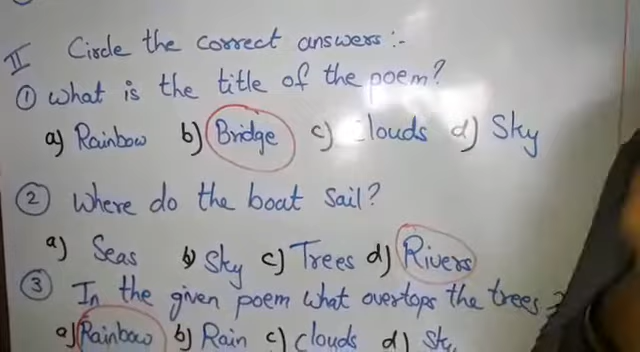 II Circle the correct answers :-
① What is the title of the poem?
a) Rainbow b) Bridge c) Clouds d) Sky
② Where do the boat sail?
a) Seas b) Sky c) Trees d) Rivers
③ In the given poem what overtops the trees?
a) Rainbow b) Rain c) clouds d) Sky